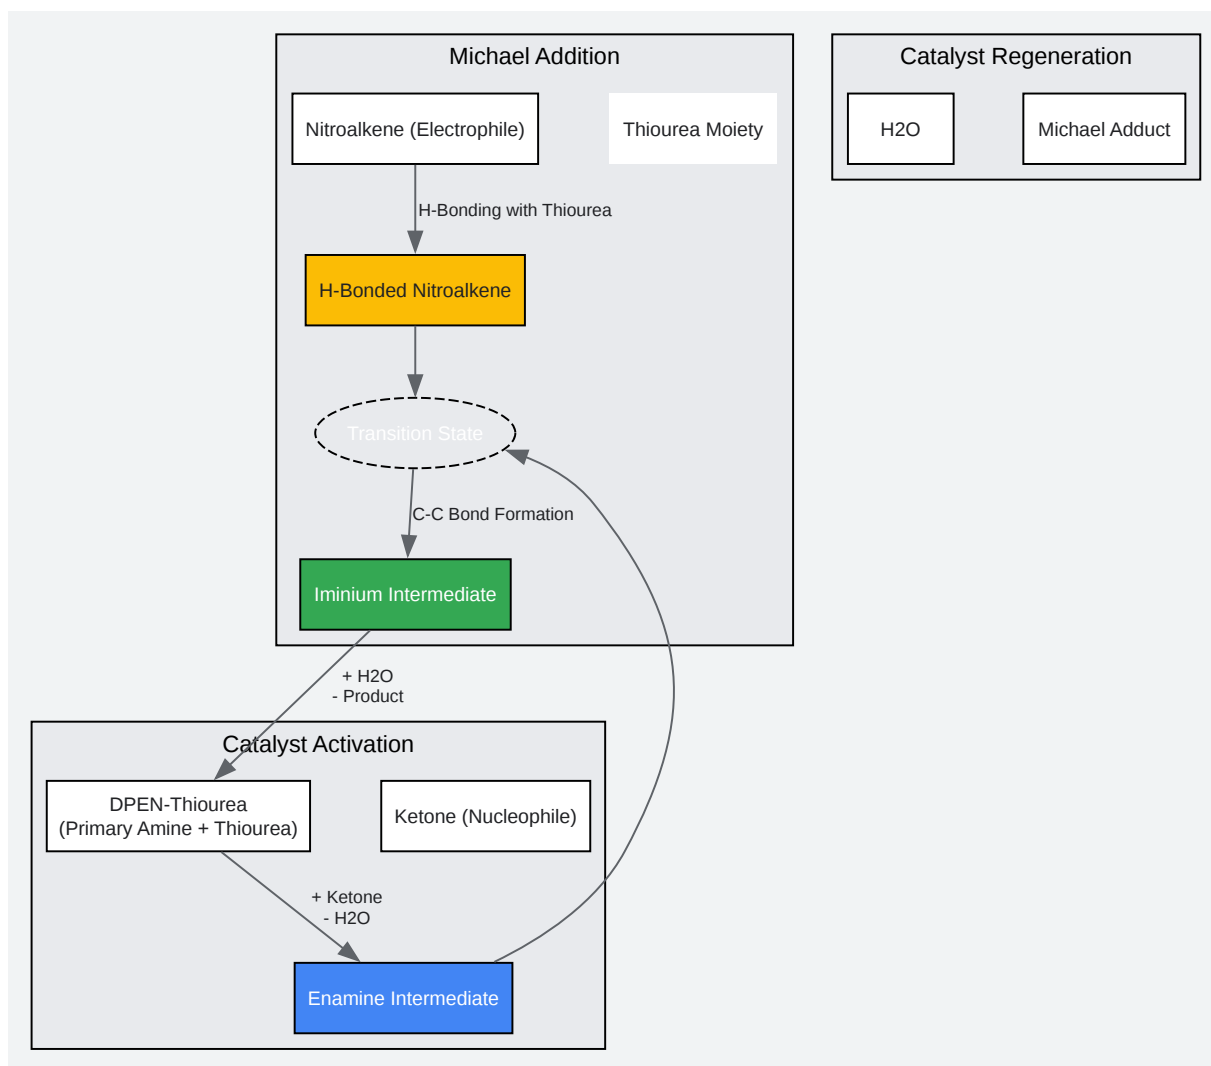 Michael Addition
Nitroalkene (Electrophile)
Thiourea Moiety
H-Bonding with Thiourea
H-Bonded Nitroalkene
Transition State
C-C Bond Formation
Iminium Intermediate
+ H2O
- Product
Catalyst Regeneration
H2O
Michael Adduct
Catalyst Activation
DPEN-Thiourea
(Primary Amine + Thiourea)
Ketone (Nucleophile)
+ Ketone
- H2O
Enamine Intermediate